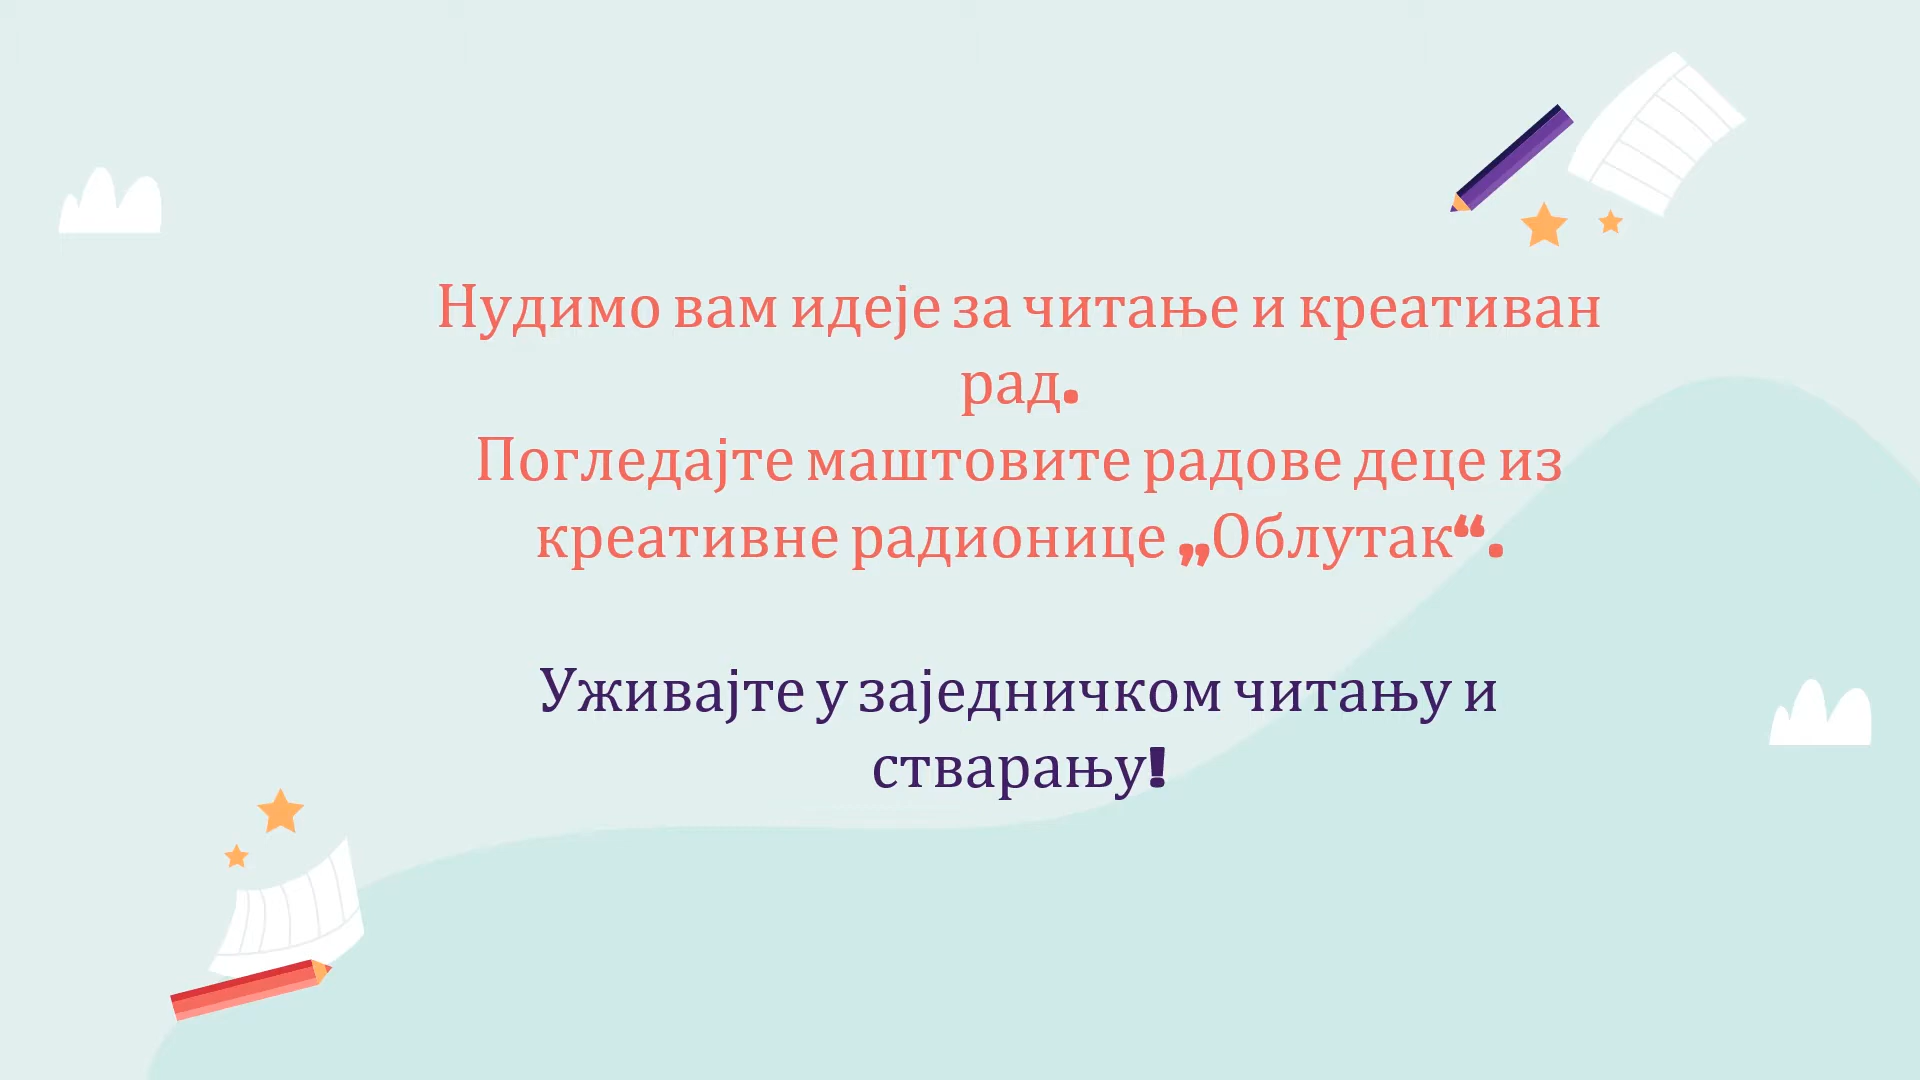 Нудимо вам идеје за читање и креативан
рад.
Погледајте маштовите радове деце из
креативне радионице „Облутак“.
Уживајте у заједничком читању и
стварању!